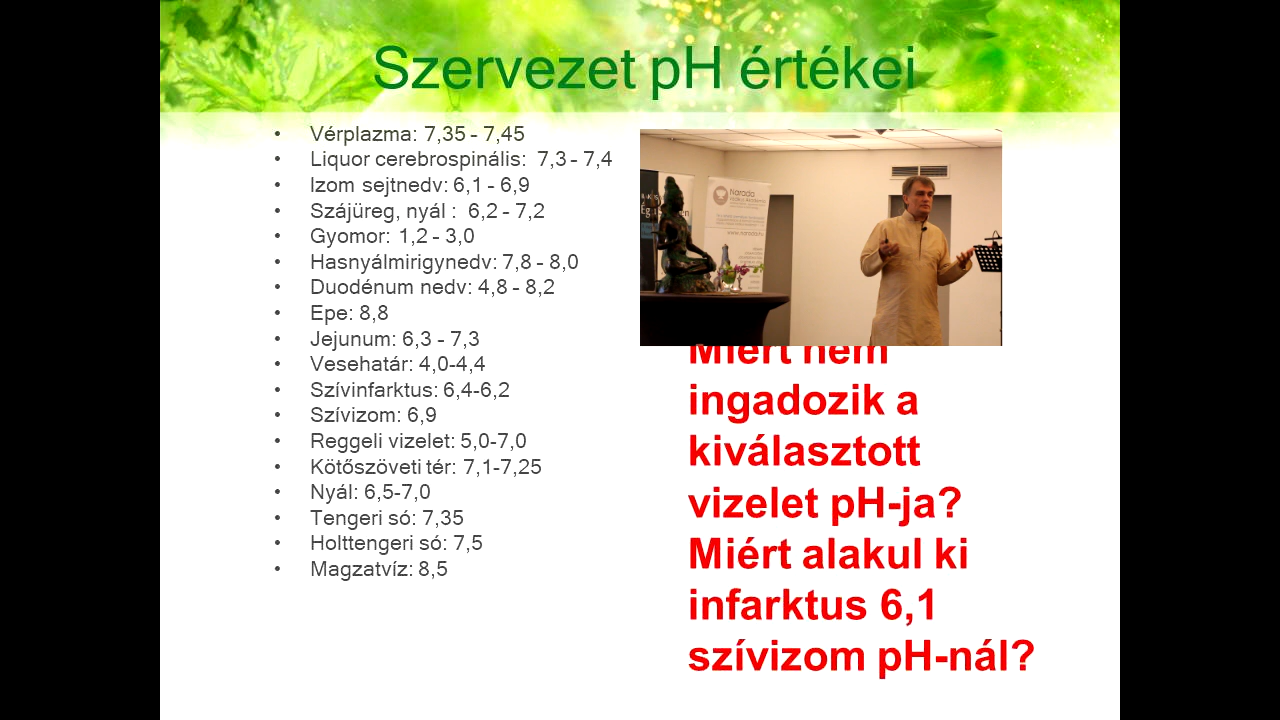 Szervezet pH értékei
• Vérplazma: 7,35 – 7,45
• Liquor cerebrospinális:  7,3 – 7,4
• Izom sejtnedv: 6,1 – 6,9
• Szájüreg, nyál :  6,2 – 7,2
• Gyomor:  1,2 – 3,0
• Hasnyálmirigynedv: 7,8 – 8,0
• Duodénum nedv: 4,8 – 8,2
• Epe: 8,8
• Jejunum: 6,3 – 7,3
• Vesehatár: 4,0-4,4
• Szívinfarktus: 6,4-6,2
• Szívizom: 6,9
• Reggeli vizelet: 5,0-7,0
• Kötőszöveti tér: 7,1-7,25
• Nyál: 6,5-7,0
• Tengeri só: 7,35
• Holttengeri só: 7,5
• Magzatvíz: 8,5
Narada
Miért nem
ingadozik a
kiválasztott
vizelet pH-ja?
Miért alakul ki
infarktus 6,1
szívizom pH-nál?